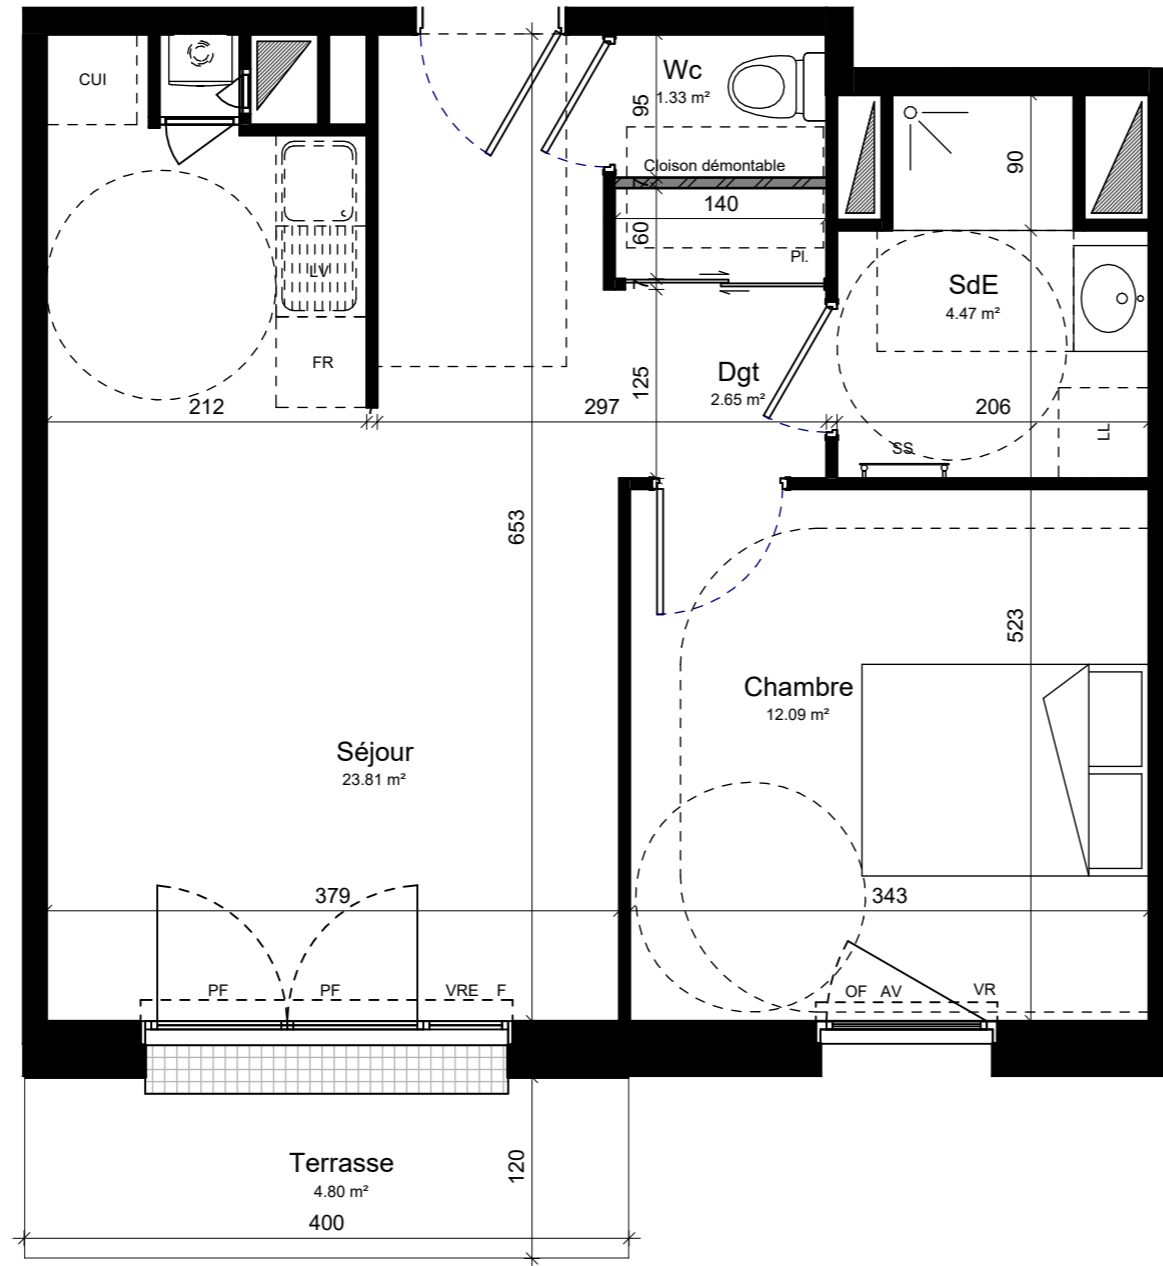 CUI
Wc
1.33 m²
95
Cloison démontable
7
140
60
Pl.
7
90
SdE
4.47 m²
LV
FR
Dgt
2.65 m²
125
212
297
206
SS
LL
653
523
Chambre
12.09 m²
Séjour
23.81 m²
379
343
PF
PF
VRE
F
OF
AV
VR
Terrasse
4.80 m²
120
400